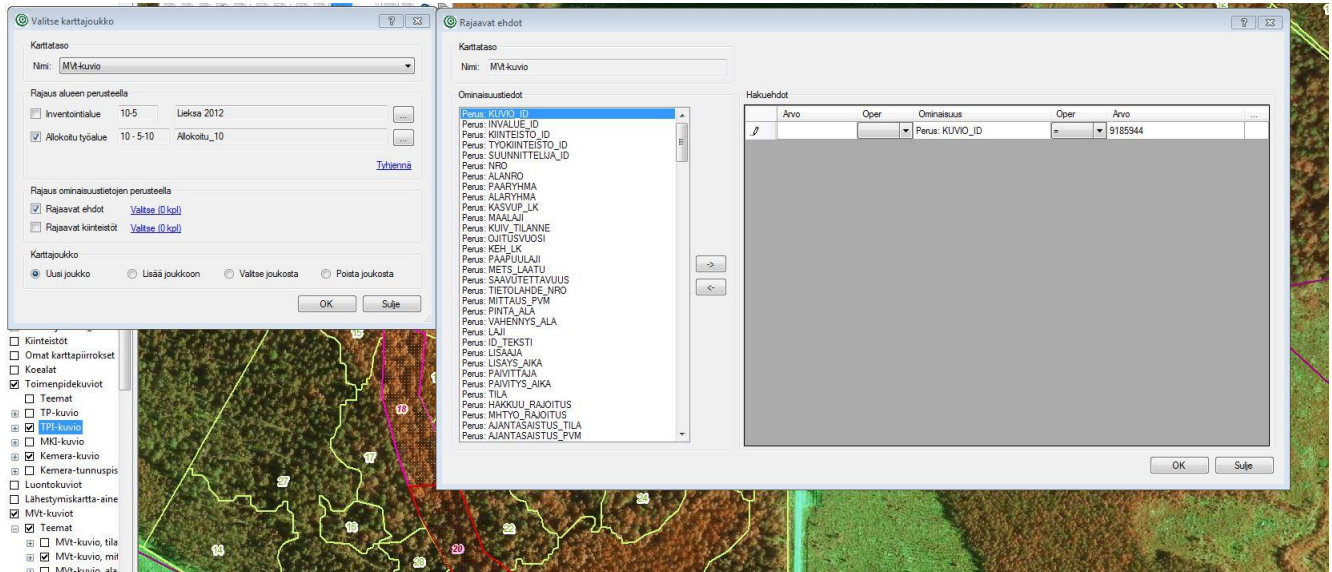 Valitse karttajoukko
Karttataso
Nimi: MVt-kuvio
Rajaus alueen perusteella
Inventointialue 10-5 Lieksa 2012 ...
Allokoitu työalue 10 - 5-10 Allokoitu_10 ...
Tyhjennä
Rajaus ominaisuustietojen perusteella
Rajaavat ehdot Valitse (0 kpl)
Rajaavat kiinteistöt Valitse (0 kpl)
Karttajoukko
Uusi joukko Lisää joukkoon Valitse joukosta Poista joukosta
OK Sulje
Rajaavat ehdot
Karttataso
Nimi: MVt-kuvio
Ominaisuustiedot
Perus: KUVIO_ID
Perus: INVALUE_ID
Perus: KIINTEISTO_ID
Perus: TYOKIINTEISTO_ID
Perus: SUUNNITTELIJA_ID
Perus: NRO
Perus: ALANRO
Perus: PAARYHMA
Perus: ALARYHMA
Perus: KASVUP_LK
Perus: MAALAJI
Perus: KUIV_TILANNE
Perus: OJITUSVUOSI
Perus: KEH_LK
Perus: PAAPUULAJI
Perus: METS_LAATU
Perus: SAAVUTETTAVUUS
Perus: TIETOLAHDE_NRO
Perus: MITTAUS_PVM
Perus: PINTA_ALA
Perus: VAHENNYS_ALA
Perus: LAJI
Perus: ID_TEKSTI
Perus: LISAAJA
Perus: LISAYS_AIKA
Perus: PAIVITTAJA
Perus: PAIVITYS_AIKA
Perus: TILA
Perus: HAKKUU_RAJOITUS
Perus: MHTYO_RAJOITUS
Perus: AJANTASAISTUS_TILA
Perus: AJANTASAISTUS_PVM
->
<-
Hakuehdot
Arvo Oper Ominaisuus Oper Arvo ...
Perus: KUVIO_ID = 9185944
OK Sulje
Kiinteistöt
Omat karttapiirrokset
Koealat
Toimenpidekuviot
Teemat
TP-kuvio
TPI-kuvio
MKI-kuvio
Kemera-kuvio
Kemera-tunnuspis
Luontokuviot
Lähestymiskartta-aine
MVt-kuviot
Teemat
MVt-kuvio, tila
MVt-kuvio, mit
MVt-kuvio, ala
12
15
18
17
27
24
16
22
14
20